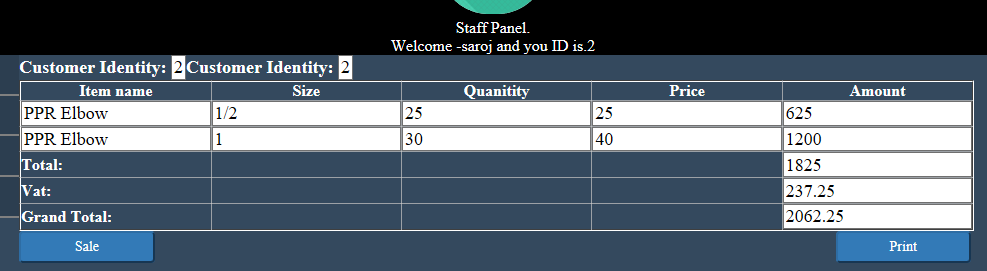 Staff Panel.
Welcome -saroj and you ID is.2
Customer Identity: 2 Customer Identity: 2
Item name Size Quanitity Price Amount
PPR Elbow 1/2 25 25 625
PPR Elbow 1 30 40 1200
Total: 1825
Vat: 237.25
Grand Total: 2062.25
Sale Print